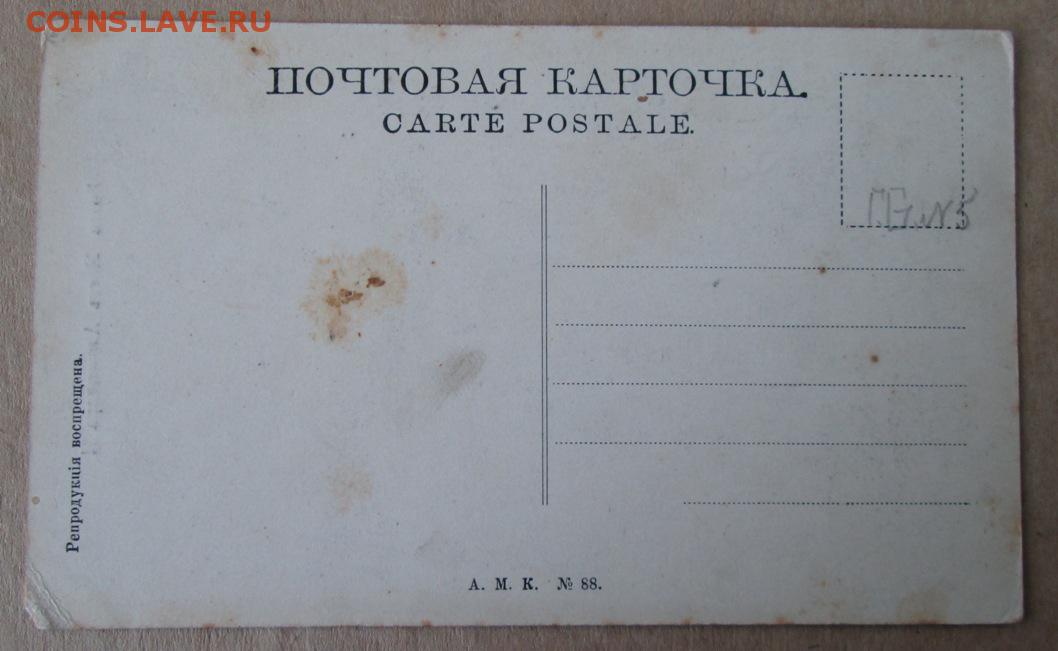 COINS.LAVE.RU
ПОЧТОВАЯ КАРТОЧКА.
CARTE POSTALE.
Репродукція воспрещена.
А. М. К. № 88.